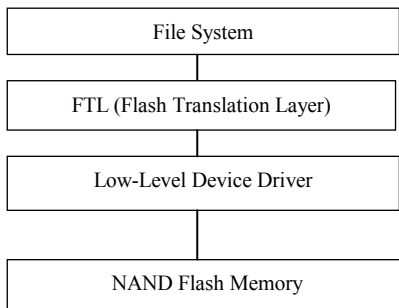 File System
FTL (Flash Translation Layer)
Low-Level Device Driver
NAND Flash Memory